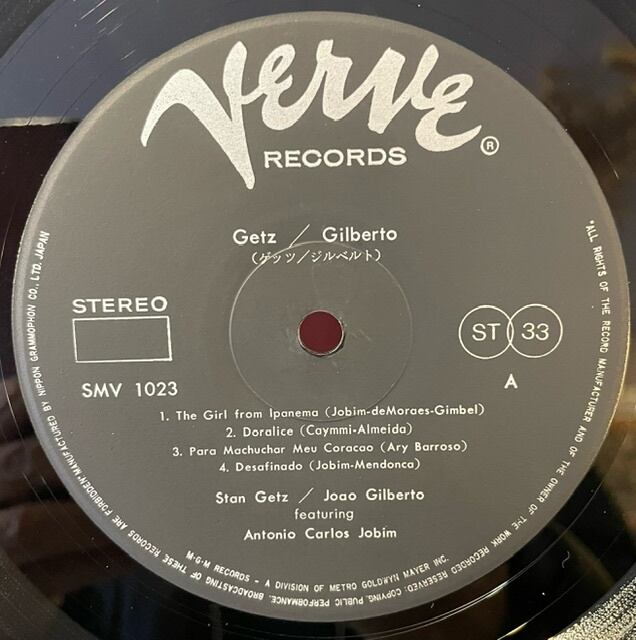 VERVE
RECORDS ®
Getz / Gilberto
(ゲッツ/ジルベルト)
STEREO
SMV 1023
ST 33
A
1. The Girl from Ipanema (Jobim-deMoraes-Gimbel)
2. Doralice (Caymmi-Almeida)
3. Para Machuchar Meu Coracao (Ary Barroso)
4. Desafinado (Jobim-Mendonca)
Stan Getz / Joao Gilberto
featuring
Antonio Carlos Jobim
M-G-M RECORDS - A DIVISION OF METRO GOLDWYN MAYER INC.
"ALL RIGHTS OF THE RECORD MANUFACTURER AND OF THE OWNER OF THE WORK RESERVED. COPYING, PUBLIC PERFORMANCE, BROADCASTING OF THESE RECORDS ARE FORBIDDEN" MANUFACTURED BY NIPPON GRAMMOPHON CO., LTD. JAPAN